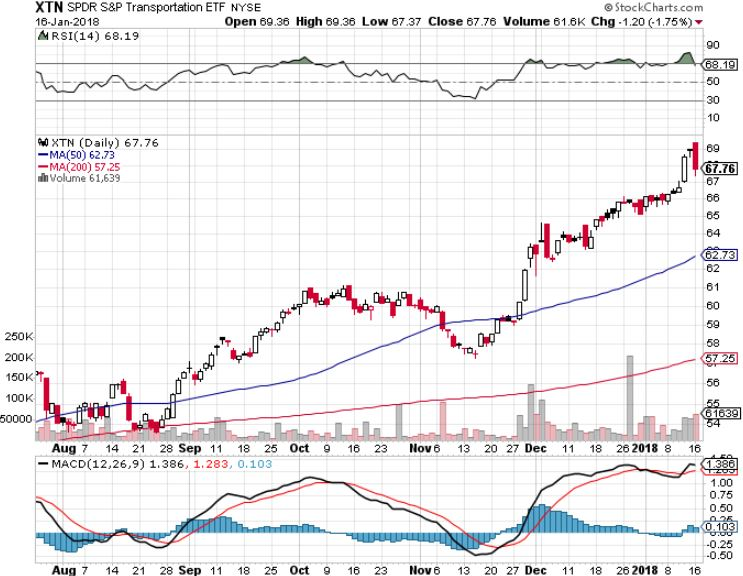 XTN SPDR S&P Transportation ETF NYSE
© StockCharts.com
16-Jan-2018
Open 69.36 High 69.36 Low 67.37 Close 67.76 Volume 61.6K Chg -1.20 (-1.75%)
RSI(14) 68.19
90
70
68.19
50
30
10
XTN (Daily) 67.76
MA(50) 62.73
MA(200) 57.25
Volume 61,639
69
68
67.76
67
66
65
64
63
62.73
62
61
60
59
58
57.25
56
55
54
61639
250K
200K
150K
100K
50000
Aug 7 14 21 28 Sep 11 18 25 Oct 9 16 23 Nov 6 13 20 27 Dec 11 18 26 2018 8 16
MACD(12,26,9) 1.386, 1.283, 0.103
1.50
1.386
1.283
1.00
0.75
0.50
0.25
0.103
-0.25
-0.50
Aug 7 14 21 28 Sep 11 18 25 Oct 9 16 23 Nov 6 13 20 27 Dec 11 18 26 2018 8 16